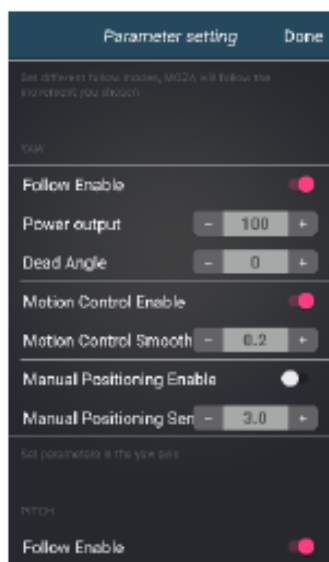 Parameter setting Done
Set different follow modes, MOZA will follow the
movement you chosen
YAW
Follow Enable
Power output - 100 +
Dead Angle - 0 +
Motion Control Enable
Motion Control Smooth - 0.2 +
Manual Positioning Enable
Manual Positioning Sen - 3.0 +
Set parameters in the yaw axis
PITCH
Follow Enable